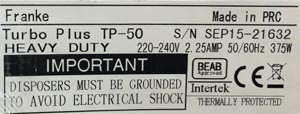 Franke Made in PRC
Turbo Plus TP-50 S/N SEP15-21632
HEAVY DUTY 220-240V 2.25AMP 50/60Hz 375W
IMPORTANT
DISPOSERS MUST BE GROUNDED
TO AVOID ELECTRICAL SHOCK
BEAB
Approved
Intertek
THERMALLY PROTECTED